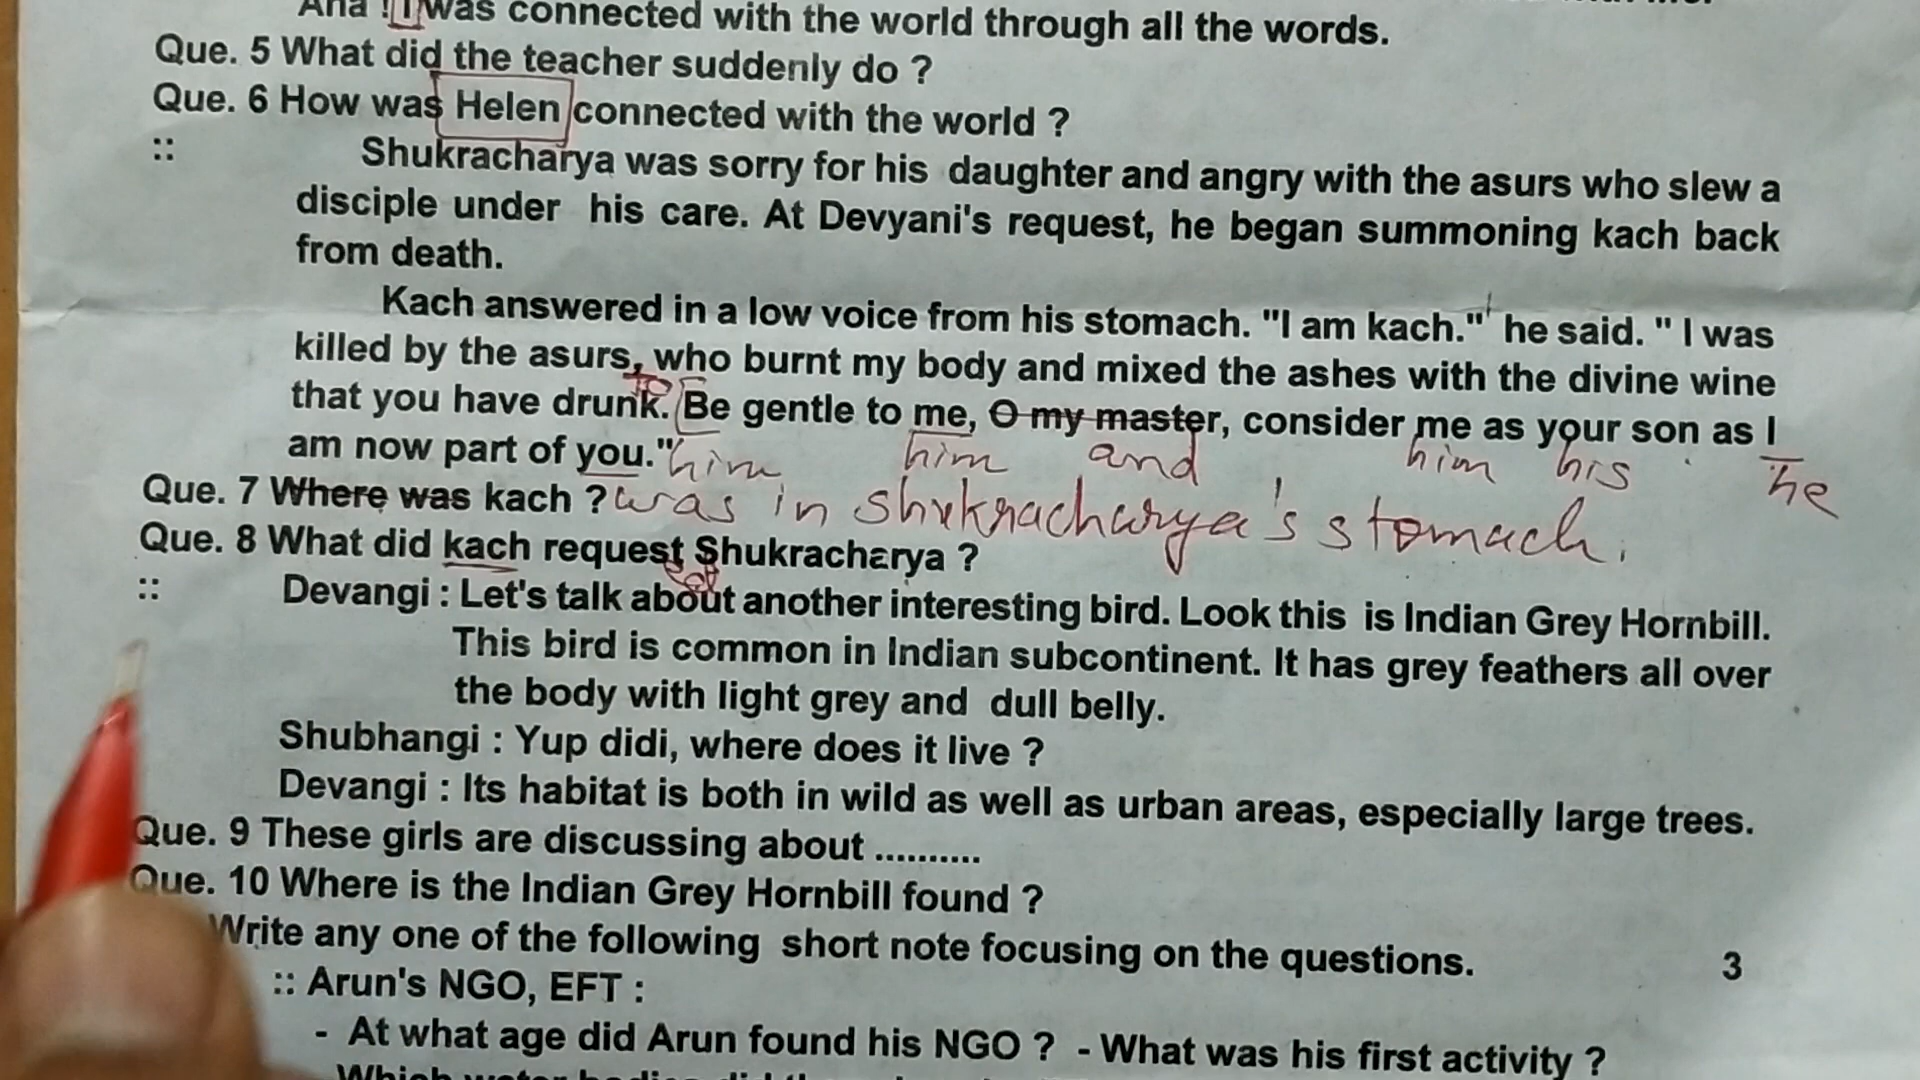 Aha ! I was connected with the world through all the words.
Que. 5 What did the teacher suddenly do ?
Que. 6 How was Helen connected with the world ?
:: Shukracharya was sorry for his daughter and angry with the asurs who slew a
disciple under his care. At Devyani's request, he began summoning kach back
from death.
Kach answered in a low voice from his stomach. "I am kach." he said. " I was
killed by the asurs, who burnt my body and mixed the ashes with the divine wine
to
that you have drunk. Be gentle to me, O my master, consider me as your son as I
am now part of you." him him and him his he
Que. 7 Where was kach ? was in shukracharya's stomach.
Que. 8 What did kach request Shukracharya ?
ed
:: Devangi : Let's talk about another interesting bird. Look this is Indian Grey Hornbill.
This bird is common in Indian subcontinent. It has grey feathers all over
the body with light grey and dull belly.
Shubhangi : Yup didi, where does it live ?
Devangi : Its habitat is both in wild as well as urban areas, especially large trees.
Que. 9 These girls are discussing about ..........
Que. 10 Where is the Indian Grey Hornbill found ?
Write any one of the following short note focusing on the questions. 3
:: Arun's NGO, EFT :
- At what age did Arun found his NGO ? - What was his first activity ?